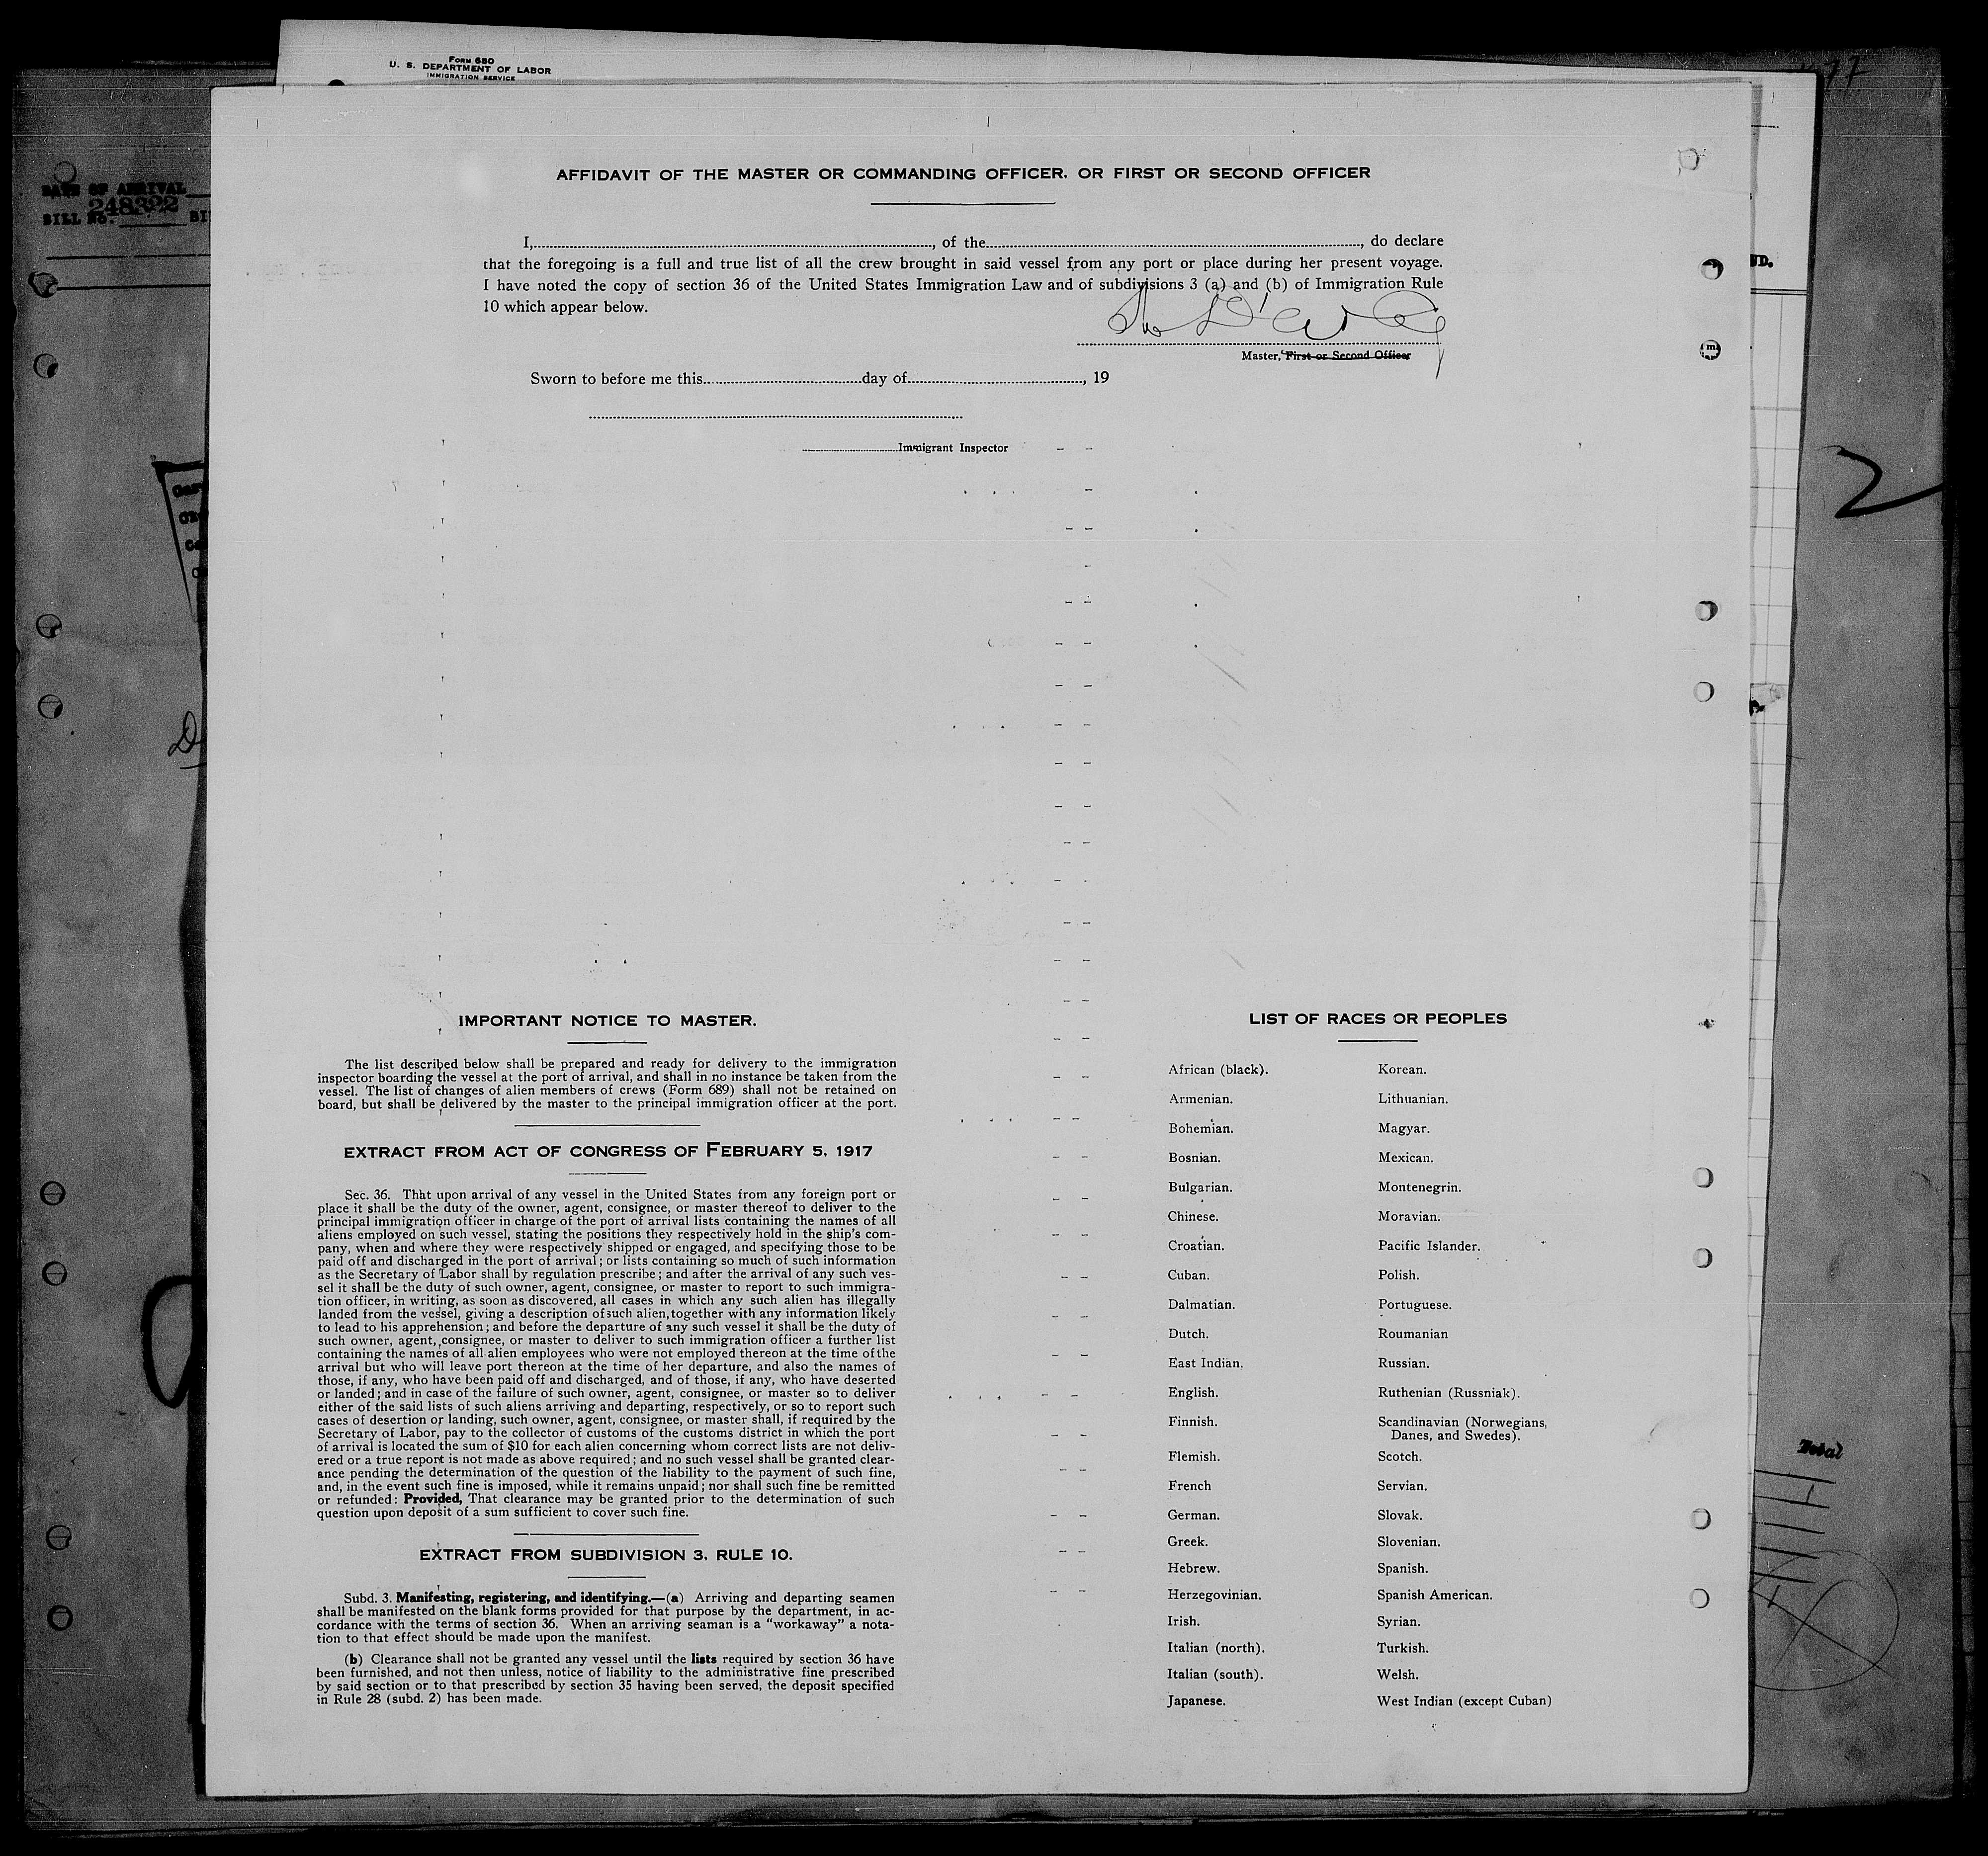 Form 680
U. S. DEPARTMENT OF LABOR
IMMIGRATION SERVICE
DATE OF ARRIVAL
248322
BILL No.
AFFIDAVIT OF THE MASTER OR COMMANDING OFFICER, OR FIRST OR SECOND OFFICER
I, , of the , do declare
that the foregoing is a full and true list of all the crew brought in said vessel from any port or place during her present voyage.
I have noted the copy of section 36 of the United States Immigration Law and of subdivisions 3 (a) and (b) of Immigration Rule
10 which appear below.
Master, First or Second Officer
Sworn to before me this day of , 19
Immigrant Inspector
2
IMPORTANT NOTICE TO MASTER.
The list described below shall be prepared and ready for delivery to the immigration
inspector boarding the vessel at the port of arrival, and shall in no instance be taken from the
vessel. The list of changes of alien members of crews (Form 689) shall not be retained on
board, but shall be delivered by the master to the principal immigration officer at the port.
EXTRACT FROM ACT OF CONGRESS OF FEBRUARY 5, 1917
Sec. 36. That upon arrival of any vessel in the United States from any foreign port or
place it shall be the duty of the owner, agent, consignee, or master thereof to deliver to the
principal immigration officer in charge of the port of arrival lists containing the names of all
aliens employed on such vessel, stating the positions they respectively hold in the ship's com-
pany, when and where they were respectively shipped or engaged, and specifying those to be
paid off and discharged in the port of arrival; or lists containing so much of such information
as the Secretary of Labor shall by regulation prescribe; and after the arrival of any such ves-
sel it shall be the duty of such owner, agent, consignee, or master to report to such immigra-
tion officer, in writing, as soon as discovered, all cases in which any such alien has illegally
landed from the vessel, giving a description of such alien, together with any information likely
to lead to his apprehension; and before the departure of any such vessel it shall be the duty of
such owner, agent, consignee, or master to deliver to such immigration officer a further list
containing the names of all alien employees who were not employed thereon at the time of the
arrival but who will leave port thereon at the time of her departure, and also the names of
those, if any, who have been paid off and discharged, and of those, if any, who have deserted
or landed; and in case of the failure of such owner, agent, consignee, or master so to deliver
either of the said lists of such aliens arriving and departing, respectively, or so to report such
cases of desertion or landing, such owner, agent, consignee, or master shall, if required by the
Secretary of Labor, pay to the collector of customs of the customs district in which the port
of arrival is located the sum of $10 for each alien concerning whom correct lists are not deliv-
ered or a true report is not made as above required; and no such vessel shall be granted clear-
ance pending the determination of the question of the liability to the payment of such fine,
and, in the event such fine is imposed, while it remains unpaid; nor shall such fine be remitted
or refunded: Provided, That clearance may be granted prior to the determination of such
question upon deposit of a sum sufficient to cover such fine.
EXTRACT FROM SUBDIVISION 3, RULE 10.
Subd. 3. Manifesting, registering, and identifying.—(a) Arriving and departing seamen
shall be manifested on the blank forms provided for that purpose by the department, in ac-
cordance with the terms of section 36. When an arriving seaman is a "workaway" a nota-
tion to that effect should be made upon the manifest.
(b) Clearance shall not be granted any vessel until the lists required by section 36 have
been furnished, and not then unless, notice of liability to the administrative fine prescribed
by said section or to that prescribed by section 35 having been served, the deposit specified
in Rule 28 (subd. 2) has been made.
LIST OF RACES OR PEOPLES
African (black). Korean.
Armenian. Lithuanian.
Bohemian. Magyar.
Bosnian. Mexican.
Bulgarian. Montenegrin.
Chinese. Moravian.
Croatian. Pacific Islander.
Cuban. Polish.
Dalmatian. Portuguese.
Dutch. Roumanian
East Indian. Russian.
English. Ruthenian (Russniak).
Finnish. Scandinavian (Norwegians,
Danes, and Swedes).
Flemish. Scotch.
French Servian.
German. Slovak.
Greek. Slovenian.
Hebrew. Spanish.
Herzegovinian. Spanish American.
Irish. Syrian.
Italian (north). Turkish.
Italian (south). Welsh.
Japanese. West Indian (except Cuban)
Total